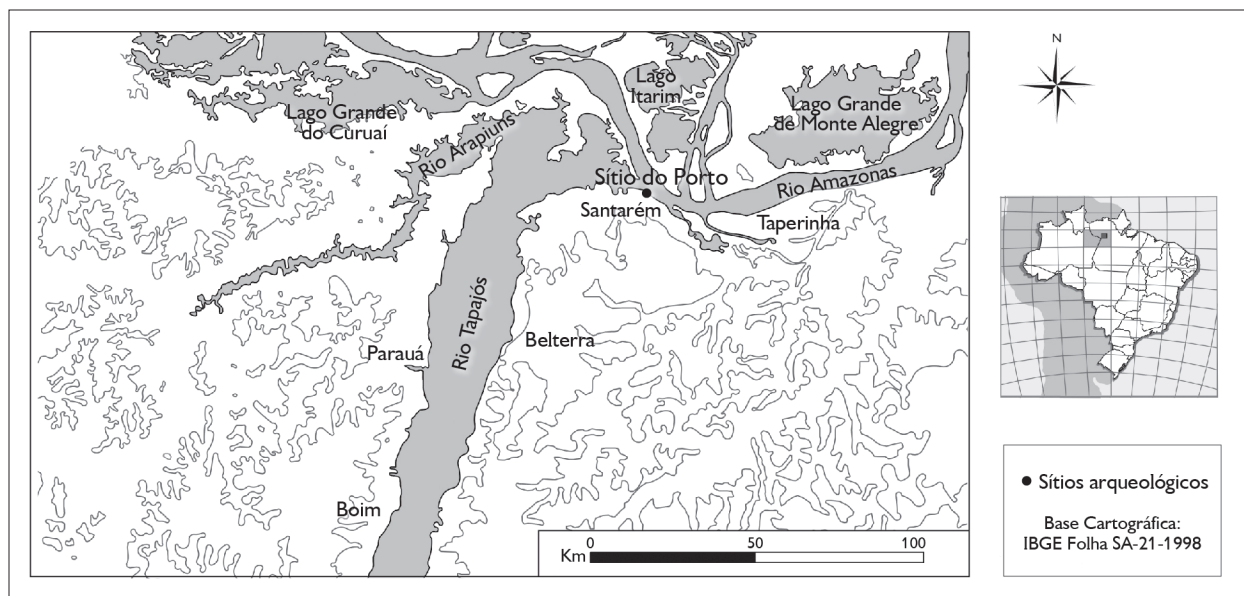 N
Lago
Itarim
Lago Grande
do Curuaí
Lago Grande
de Monte Alegre
Rio Arapiuns
Sítio do Porto
Rio Amazonas
Santarém
Taperinha
Rio Tapajós
Belterra
Parauá
Boim
Km 0 50 100
Sítios arqueológicos
Base Cartográfica:
IBGE Folha SA-21-1998